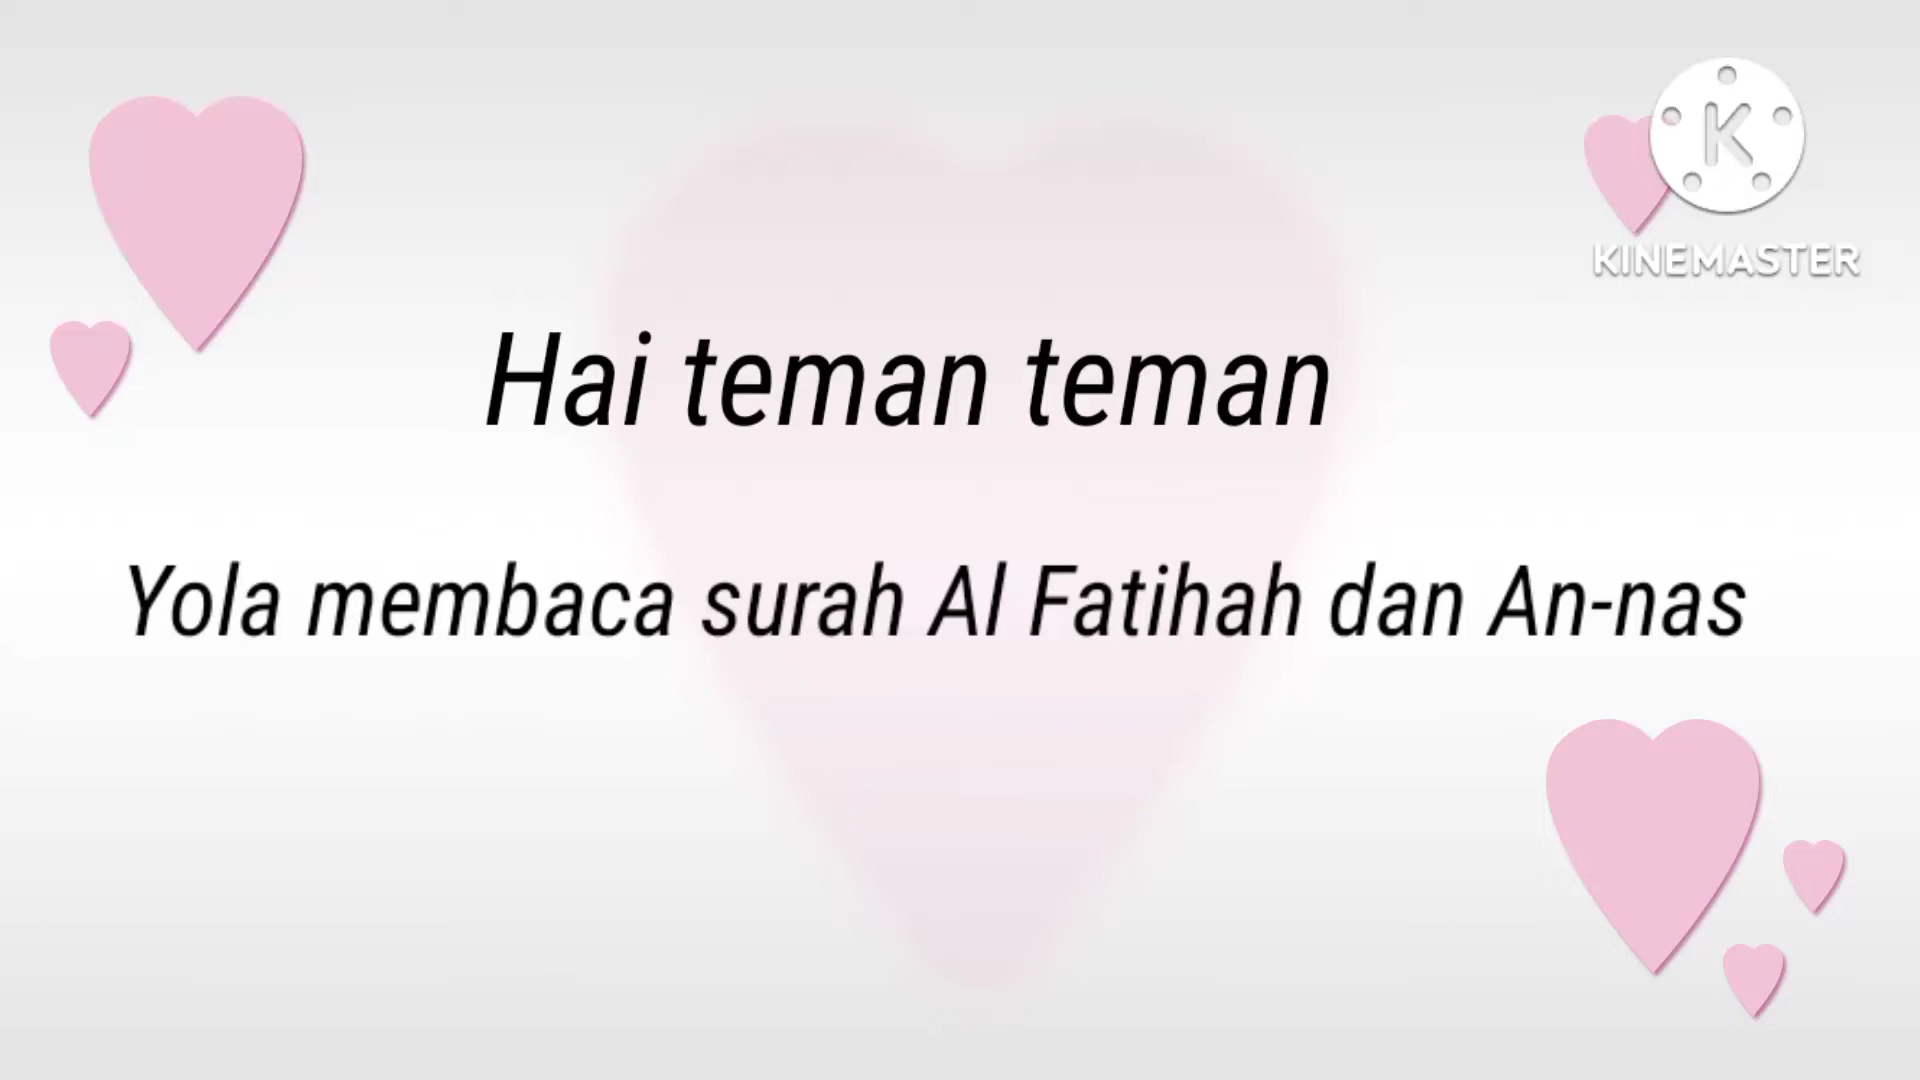 K
KINEMASTER
Hai teman teman
Yola membaca surah Al Fatihah dan An-nas